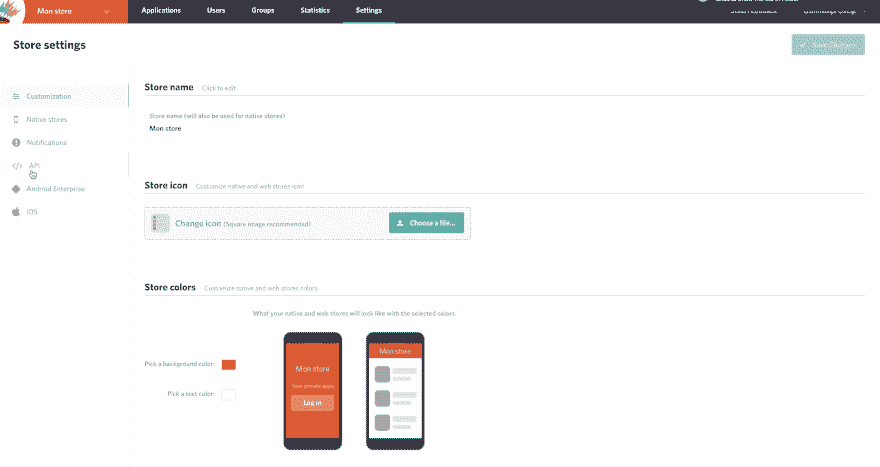 Mon store
Applications
Users
Groups
Statistics
Settings
Store settings
Customization
Native stores
Notifications
</> API
Android Enterprise
iOS
Store name Click to edit
Store name (will also be used for native stores)
Mon store
Store icon Customize native and web stores icon
Change icon (Square image recommended)
Choose a file...
Store colors Customize native and web stores colors
What your native and web stores will look like with the selected colors
Pick a background color:
Pick a text color:
Mon store
Your private apps
Log in
Mon store